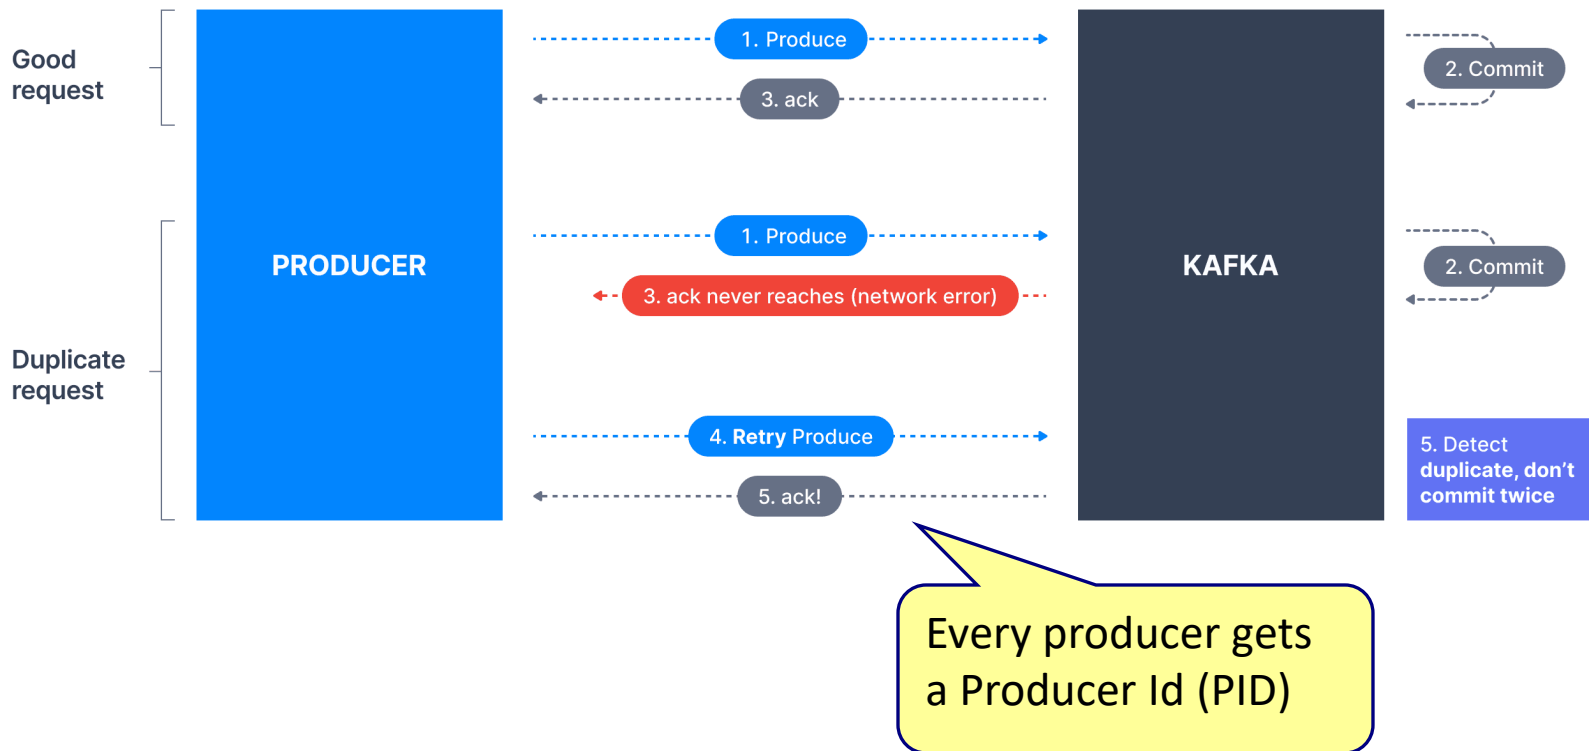 Good
request
PRODUCER
1. Produce
3. ack
KAFKA
2. Commit
Duplicate
request
1. Produce
3. ack never reaches (network error)
2. Commit
4. Retry Produce
5. ack!
5. Detect
duplicate, don't
commit twice
Every producer gets
a Producer Id (PID)